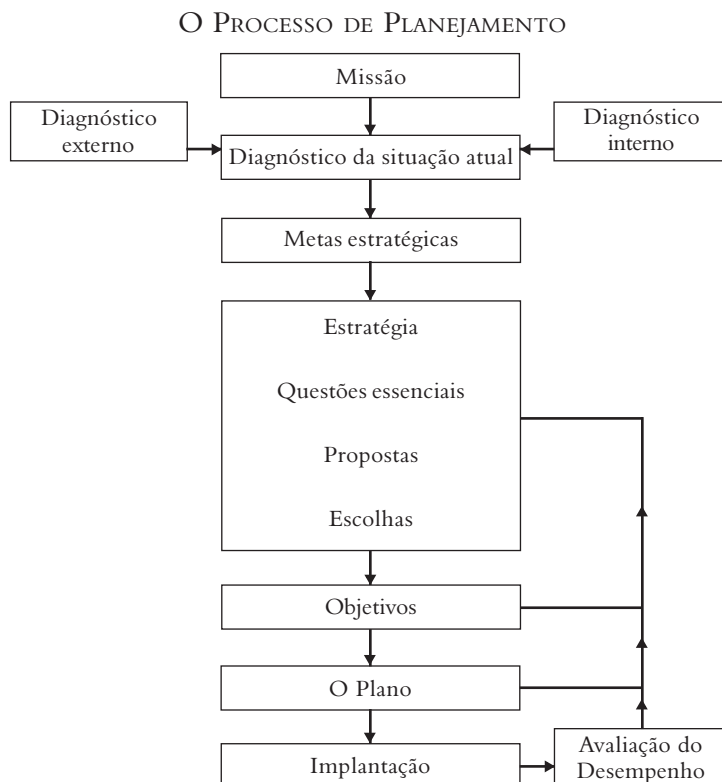 O Processo de Planejamento
Missão
Diagnóstico
externo
Diagnóstico
interno
Diagnóstico da situação atual
Metas estratégicas
Estratégia
Questões essenciais
Propostas
Escolhas
Objetivos
O Plano
Implantação
Avaliação do
Desempenho